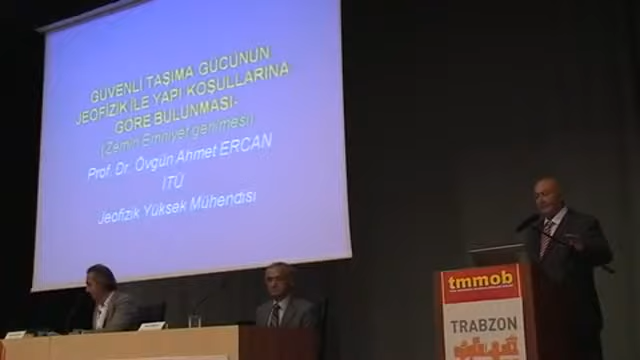 GÜVENLİ TAŞIMA GÜCÜNÜN
JEOFİZİK İLE YAPI KOŞULLARINA
GÖRE BULUNMASI-
(Zemin Emniyet gerilmesi)
Prof. Dr. Övgün Ahmet ERCAN
İTÜ
Jeofizik Yüksek Mühendisi
tmmob
TRABZON